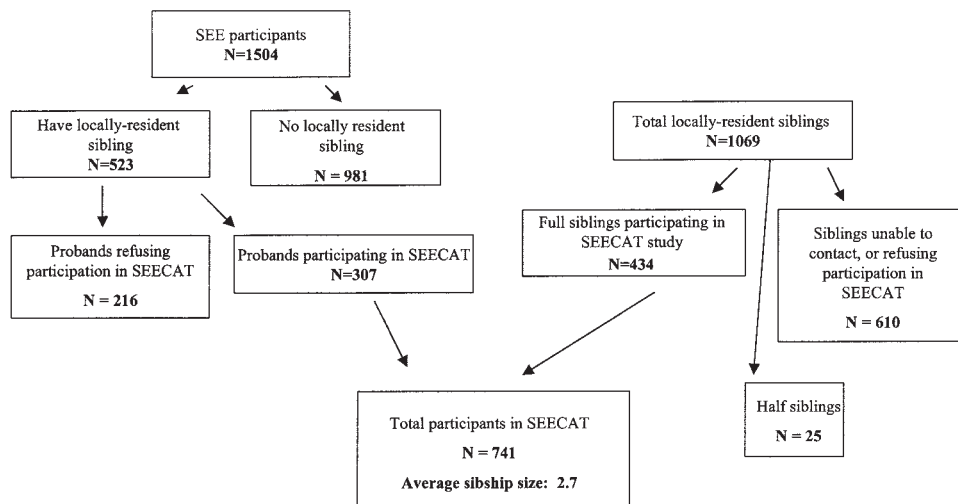 SEE participants
N=1504
Have locally-resident
sibling
N=523
No locally resident
sibling
N = 981
Total locally-resident siblings
N=1069
Probands refusing
participation in SEECAT
N = 216
Probands participating in SEECAT
N=307
Full siblings participating in
SEECAT study
N=434
Siblings unable to
contact, or refusing
participation in
SEECAT
N = 610
Total participants in SEECAT
N = 741
Average sibship size: 2.7
Half siblings
N = 25